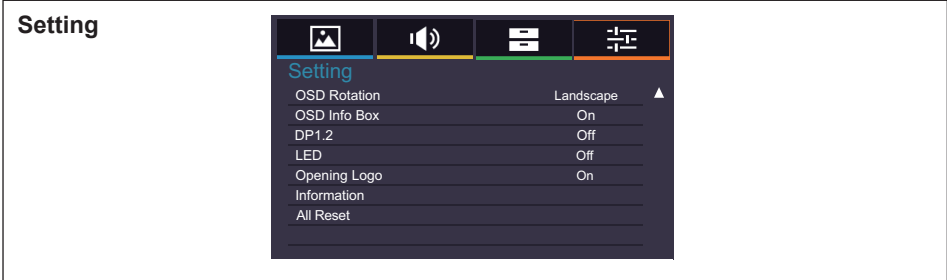 Setting
Setting
OSD Rotation Landscape
OSD Info Box On
DP1.2 Off
LED Off
Opening Logo On
Information
All Reset